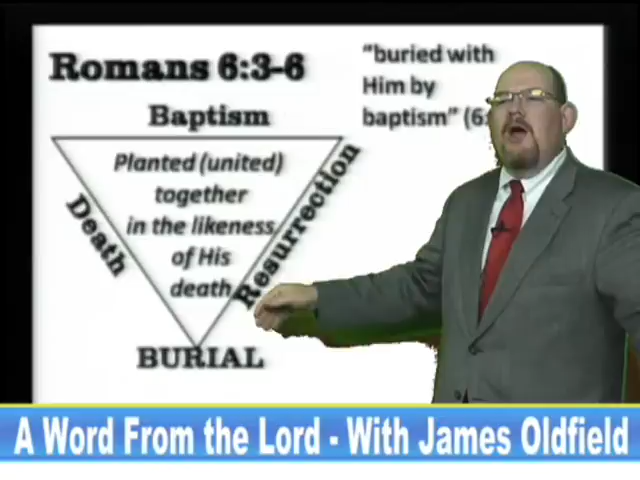 Romans 6:3-6
"buried with
Him by
baptism" (6:
Baptism
Planted (united)
together
in the likeness
of His
death
Death
Resurrection
BURIAL
A Word From the Lord - With James Oldfield